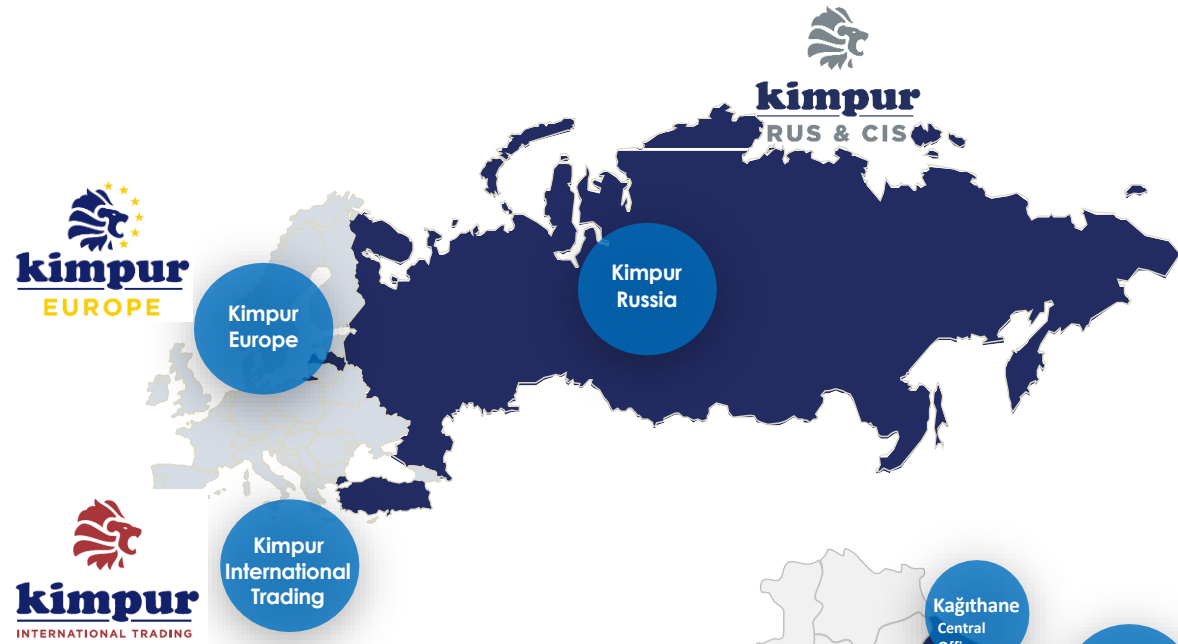 kimpur
RUS & CIS
kimpur
EUROPE
Kimpur
Europe
Kimpur
Russia
kimpur
INTERNATIONAL TRADING
Kimpur
International
Trading
Kağıthane
Central